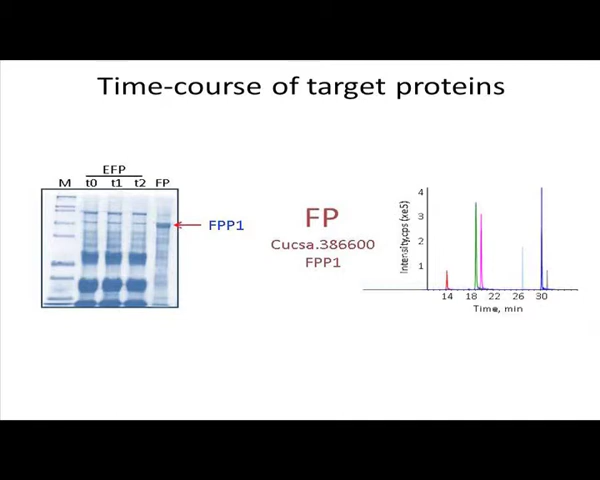 Time-course of target proteins
EFP
M t0 t1 t2 FP
FPP1
FP
Cucsa.386600
FPP1
Intensity,cps (xe5)
4
3
2
1
14 18 22 26 30
Time, min